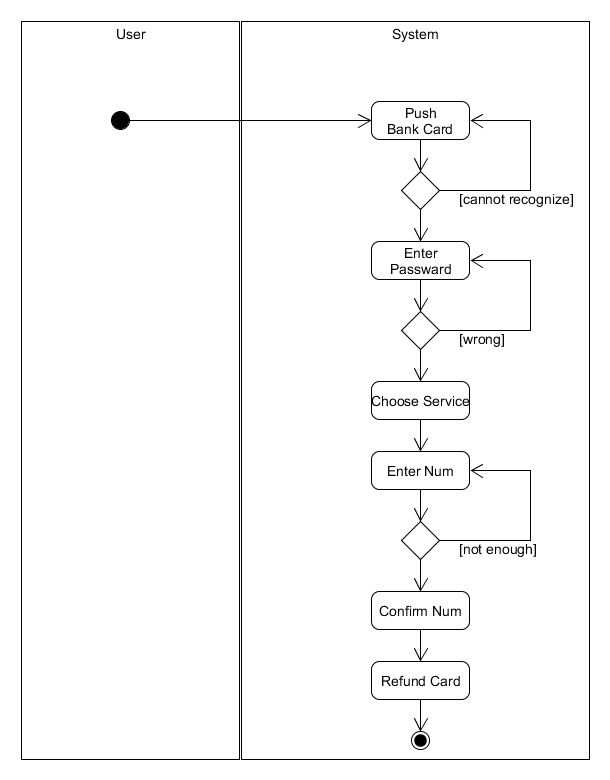 User
System
Push
Bank Card
[cannot recognize]
Enter
Passward
[wrong]
Choose Service
Enter Num
[not enough]
Confirm Num
Refund Card